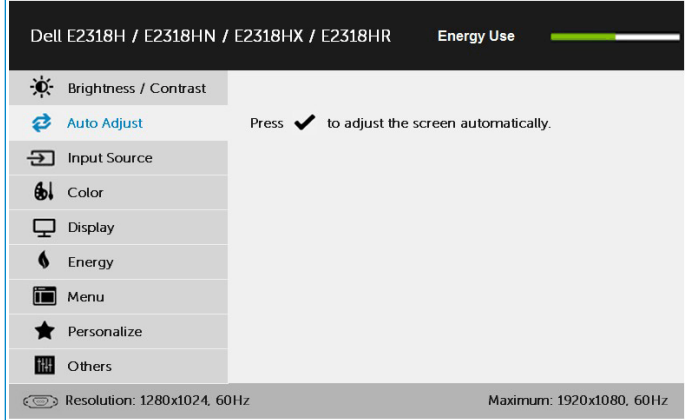 Dell E2318H / E2318HN / E2318HX / E2318HR Energy Use
Brightness / Contrast
Auto Adjust
Press ✔ to adjust the screen automatically.
Input Source
Color
Display
Energy
Menu
Personalize
Others
Resolution: 1280x1024, 60Hz Maximum: 1920x1080, 60Hz